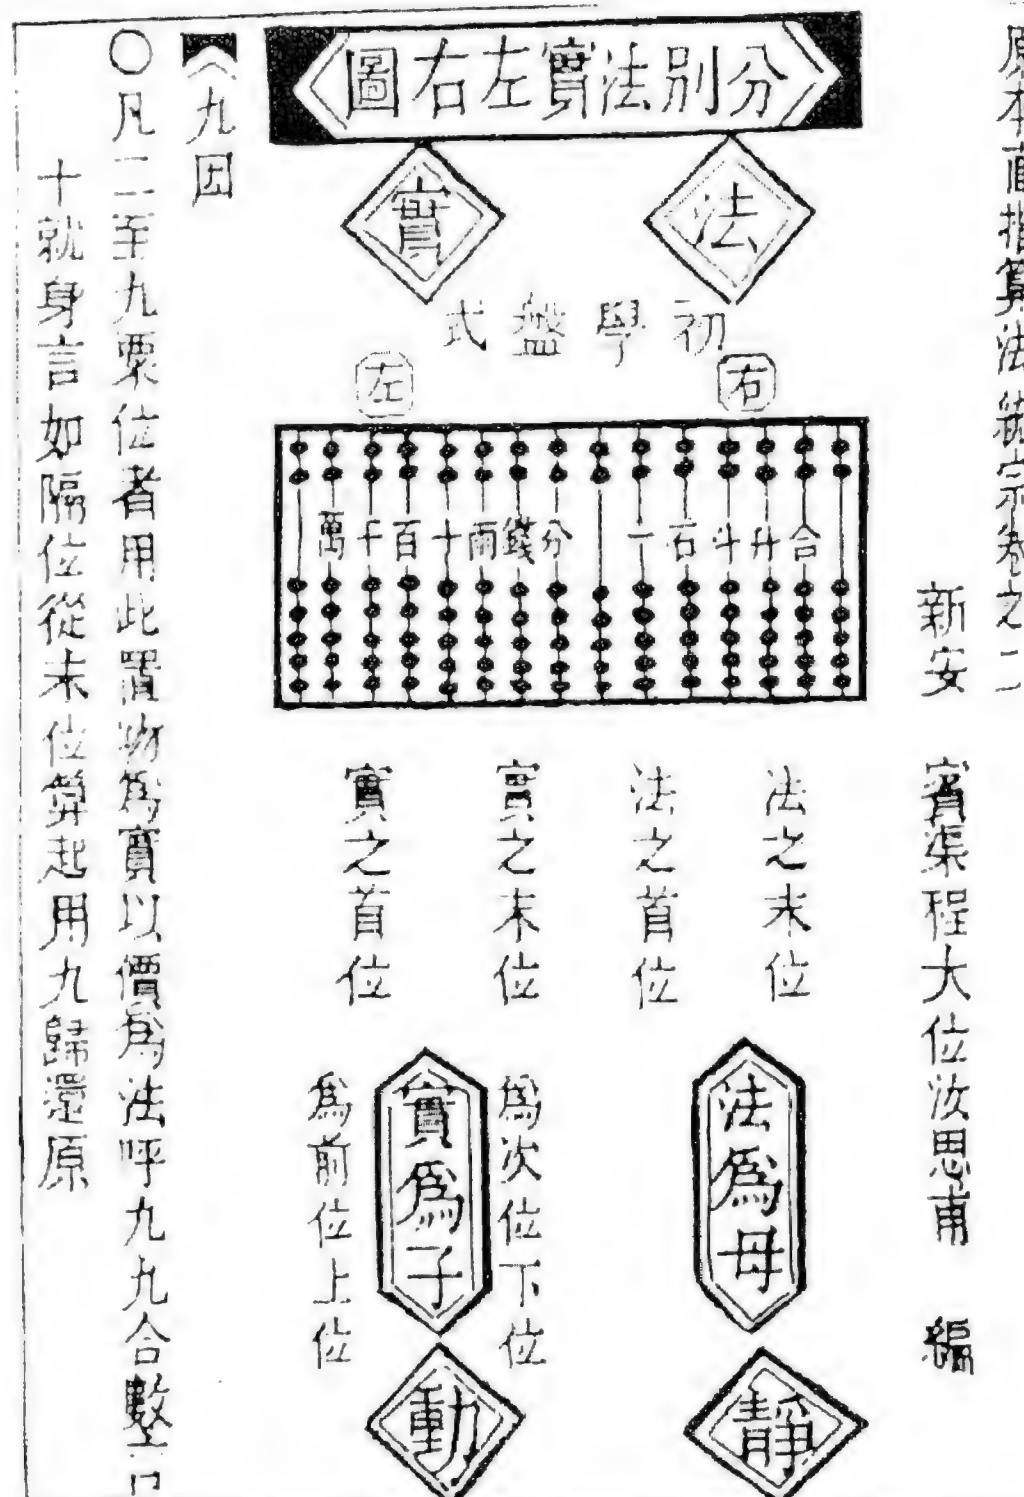 原本直指算法統宗卷之二
新安 賓渠程大位汝思甫 編
分別法實左右圖
法
實
初學盤式
右
左
合
升
斗
石
一
分
錢
兩
十
百
千
萬
法之末位
法之首位
實之末位
實之首位
法為母
為次位下位
實為子
為前位上位
靜
動
九因
○凡二至九單位者用此置物為實以價為法呼九九合數言
十就身言如隔位從末位算起用九歸還原